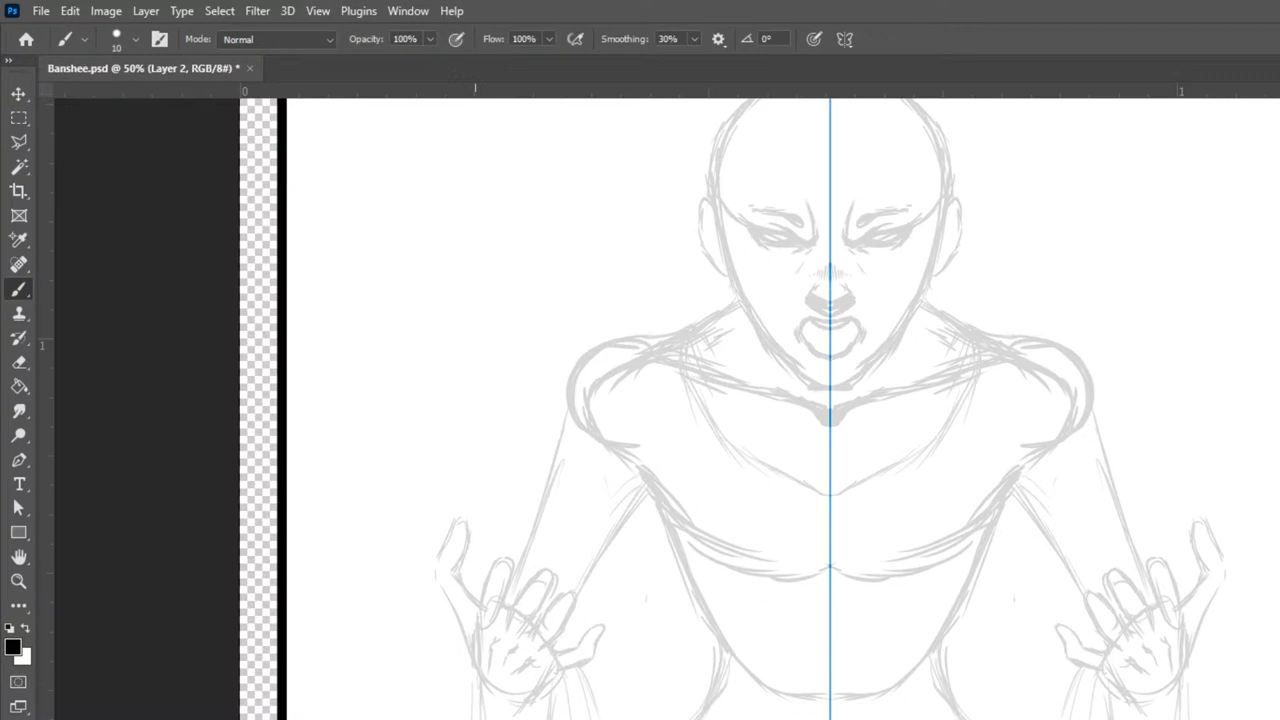 Ps File Edit Image Layer Type Select Filter 3D View Plugins Window Help
10 Mode: Normal Opacity: 100% Flow: 100% Smoothing: 30% 0°
Banshee.psd @ 50% (Layer 2, RGB/8#) * ×
0 1
1